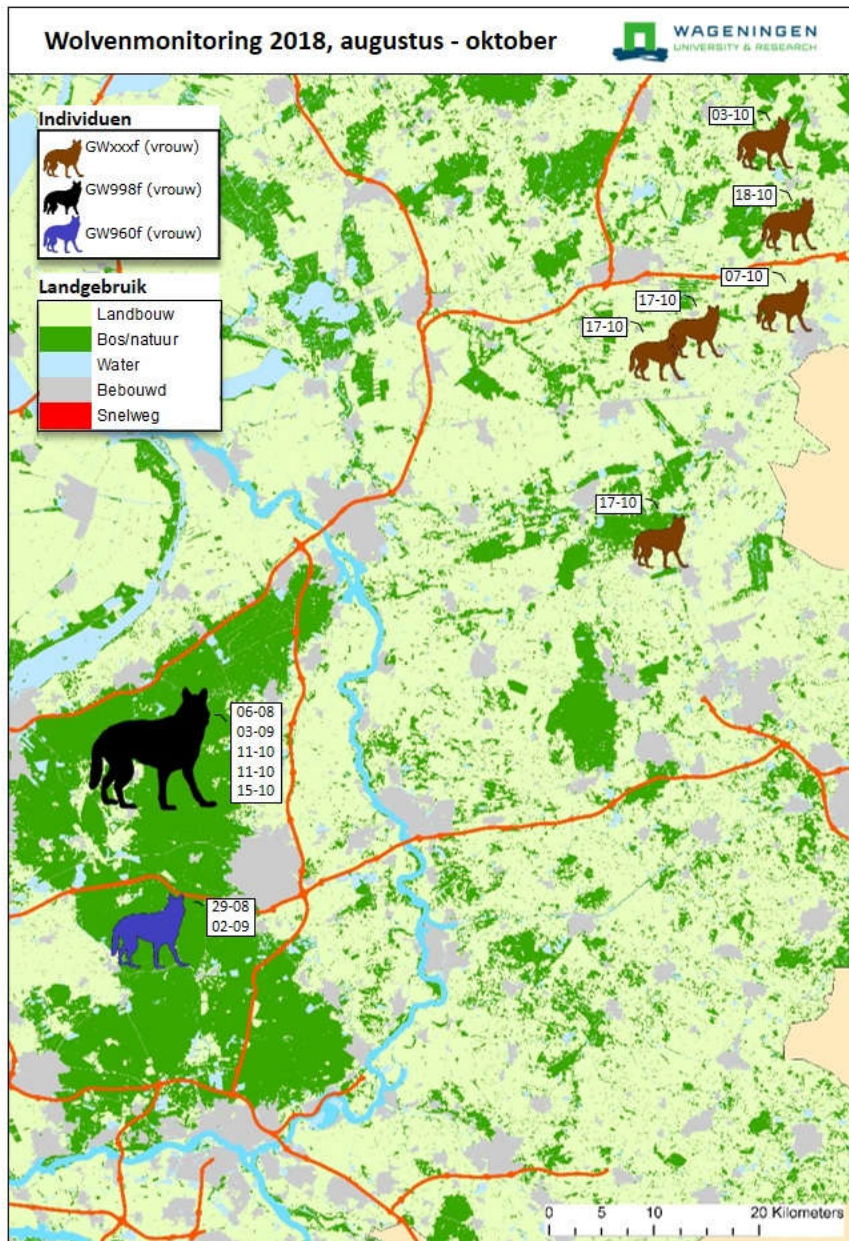 Wolvenmonitoring 2018, augustus - oktober
WAGENINGEN
UNIVERSITY & RESEARCH
Individuen
GWxxxf (vrouw)
GW998f (vrouw)
GW960f (vrouw)
Landgebruik
Landbouw
Bos/natuur
Water
Bebouwd
Snelweg
03-10
18-10
07-10
17-10
17-10
17-10
06-08
03-09
11-10
11-10
15-10
29-08
02-09
0 5 10 20 Kilometers